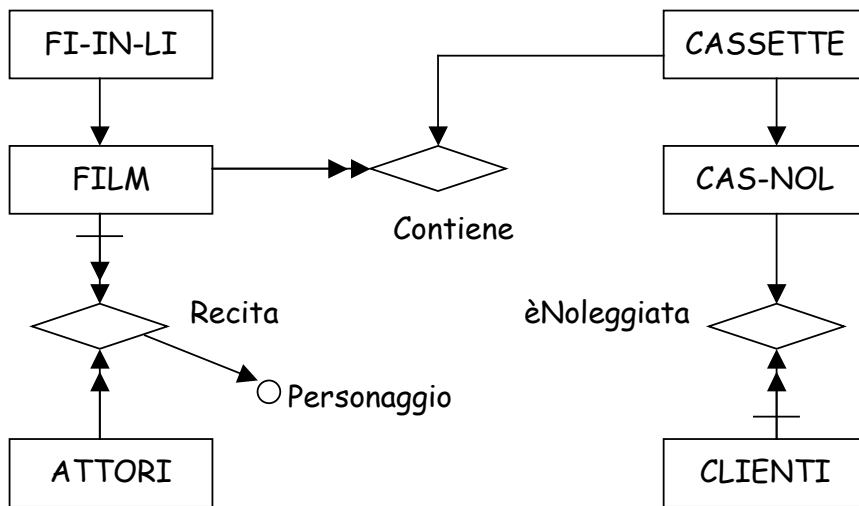 FI-IN-LI
CASSETTE
FILM
CAS-NOL
Contiene
Recita
èNoleggiata
Personaggio
ATTORI
CLIENTI